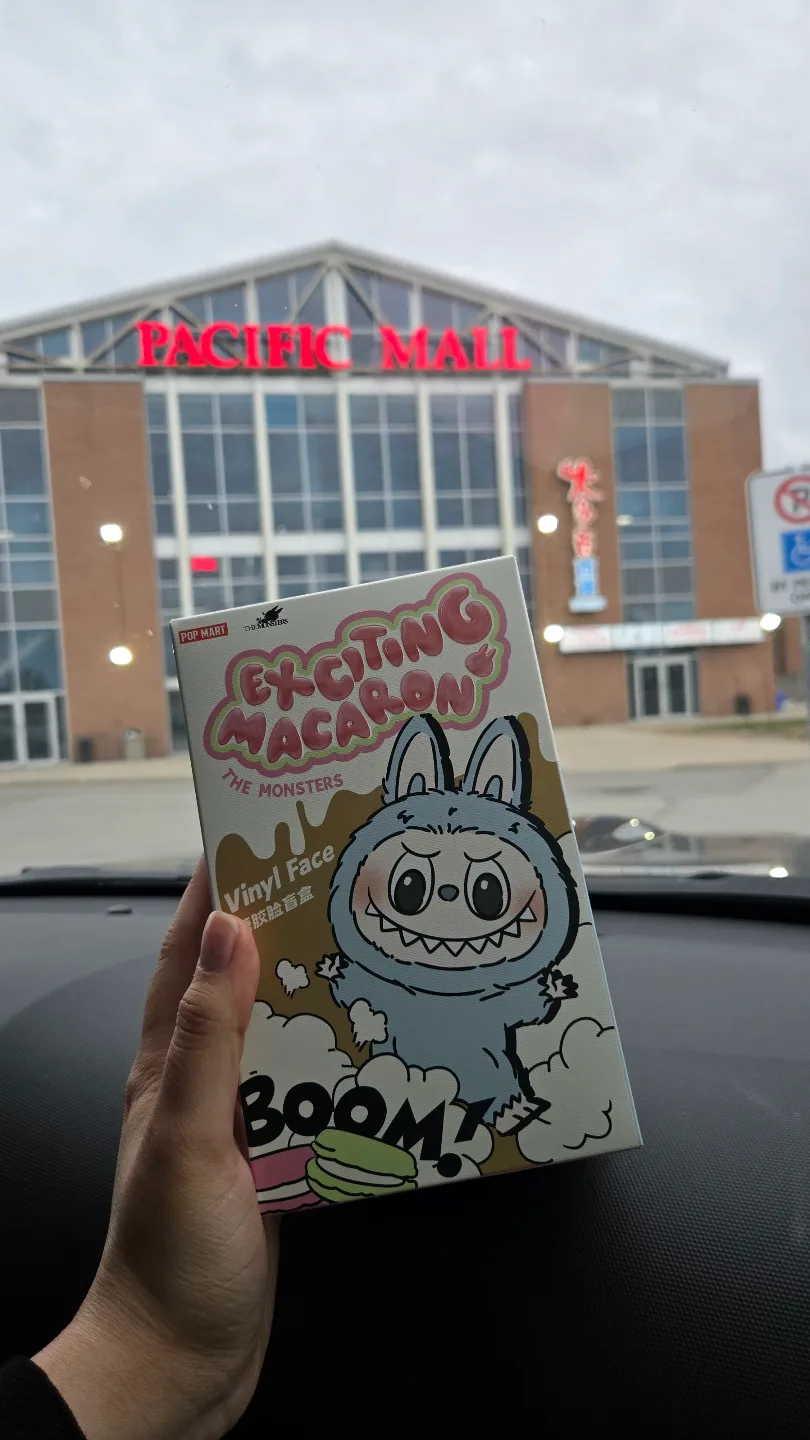 PACIFIC MALL
POP MART
THE MONSTERS
EXCITING
MACARON
THE MONSTERS
Vinyl Face
胶脸盲盒
BOOM!